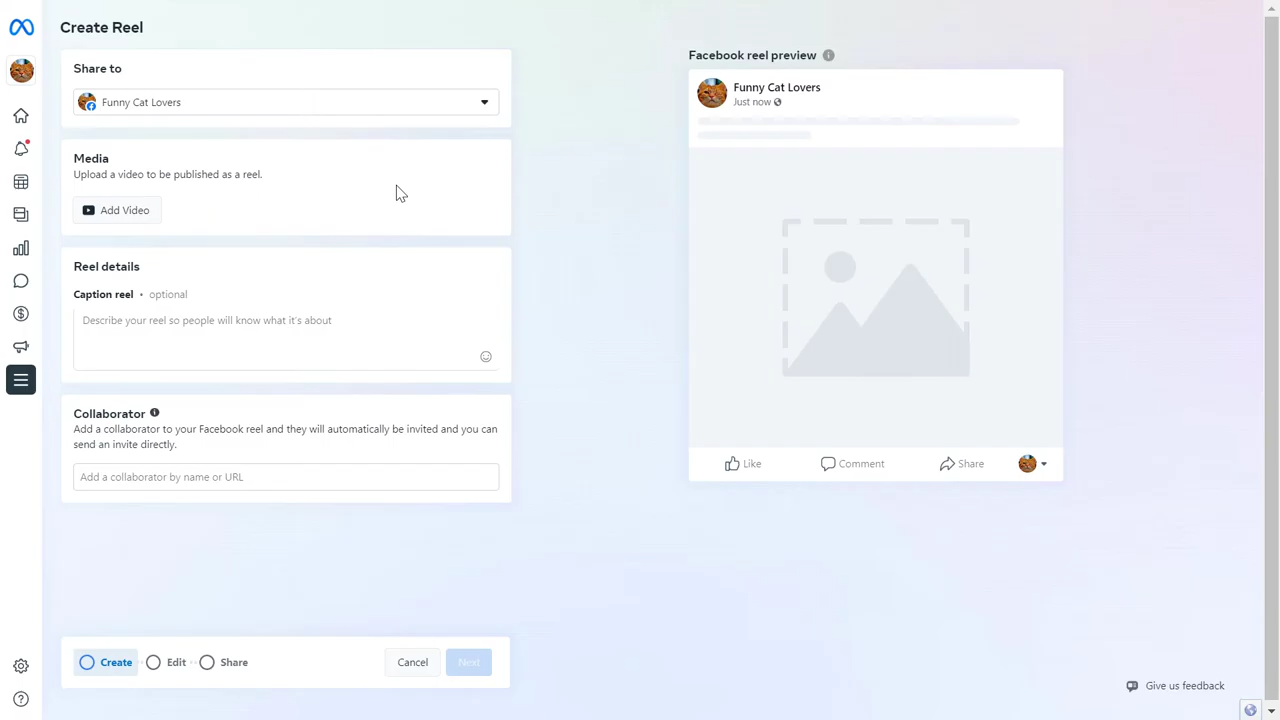 Create Reel
Share to
Funny Cat Lovers
Media
Upload a video to be published as a reel.
Add Video
Reel details
Caption reel • optional
Describe your reel so people will know what it's about
Collaborator
Add a collaborator to your Facebook reel and they will automatically be invited and you can
send an invite directly.
Add a collaborator by name or URL
Create
Edit
Share
Cancel
Next
Facebook reel preview
Funny Cat Lovers
Just now
Like
Comment
Share
Give us feedback